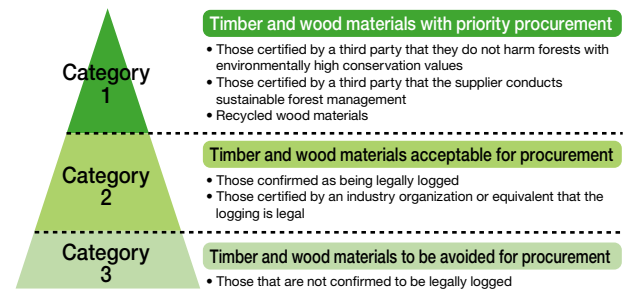 Category
1
Timber and wood materials with priority procurement
• Those certified by a third party that they do not harm forests with
environmentally high conservation values
• Those certified by a third party that the supplier conducts
sustainable forest management
• Recycled wood materials
Category
2
Timber and wood materials acceptable for procurement
• Those confirmed as being legally logged
• Those certified by an industry organization or equivalent that the
logging is legal
Category
3
Timber and wood materials to be avoided for procurement
• Those that are not confirmed to be legally logged